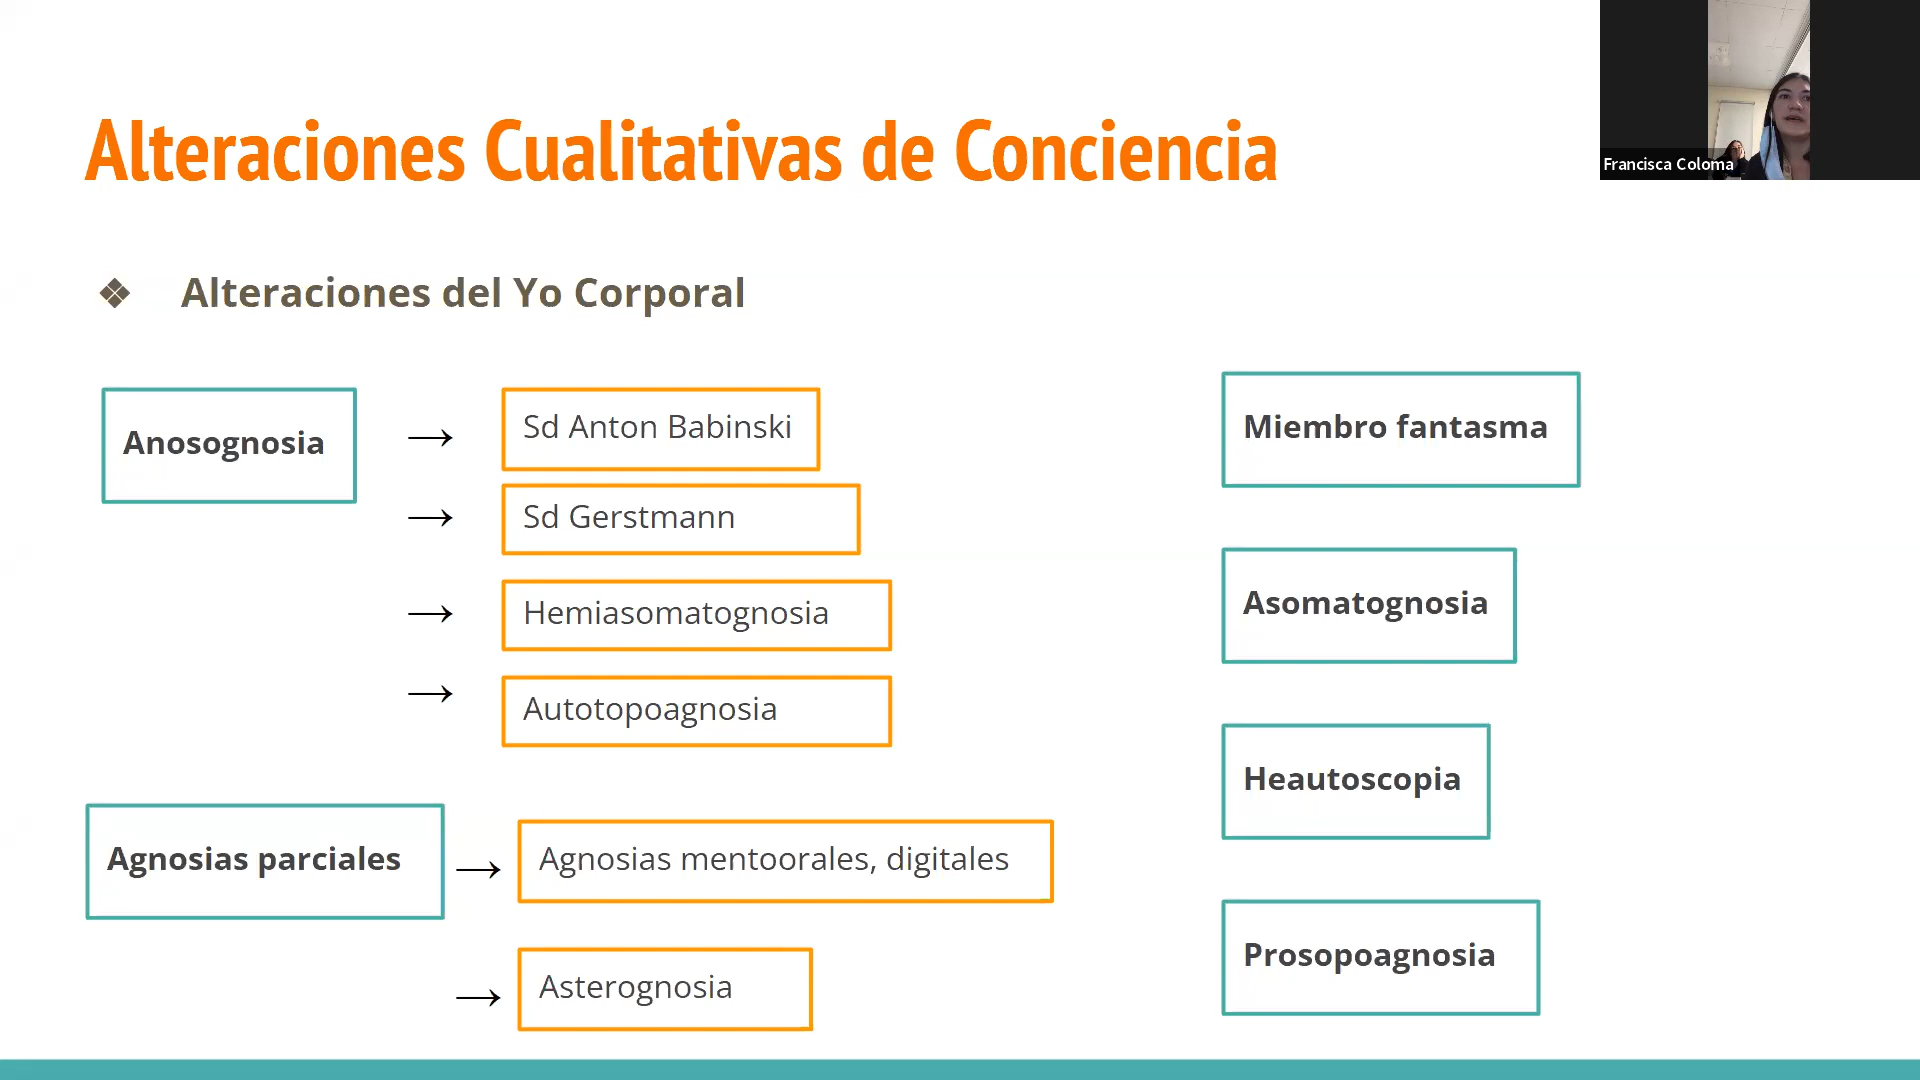 Alteraciones Cualitativas de Conciencia
Francisca Coloma
❖ Alteraciones del Yo Corporal
Anosognosia
→ Sd Anton Babinski
→ Sd Gerstmann
→ Hemiasomatognosia
→ Autotopoagnosia
Agnosias parciales
→ Agnosias mentoorales, digitales
→ Asterognosia
Miembro fantasma
Asomatognosia
Heautoscopia
Prosopoagnosia